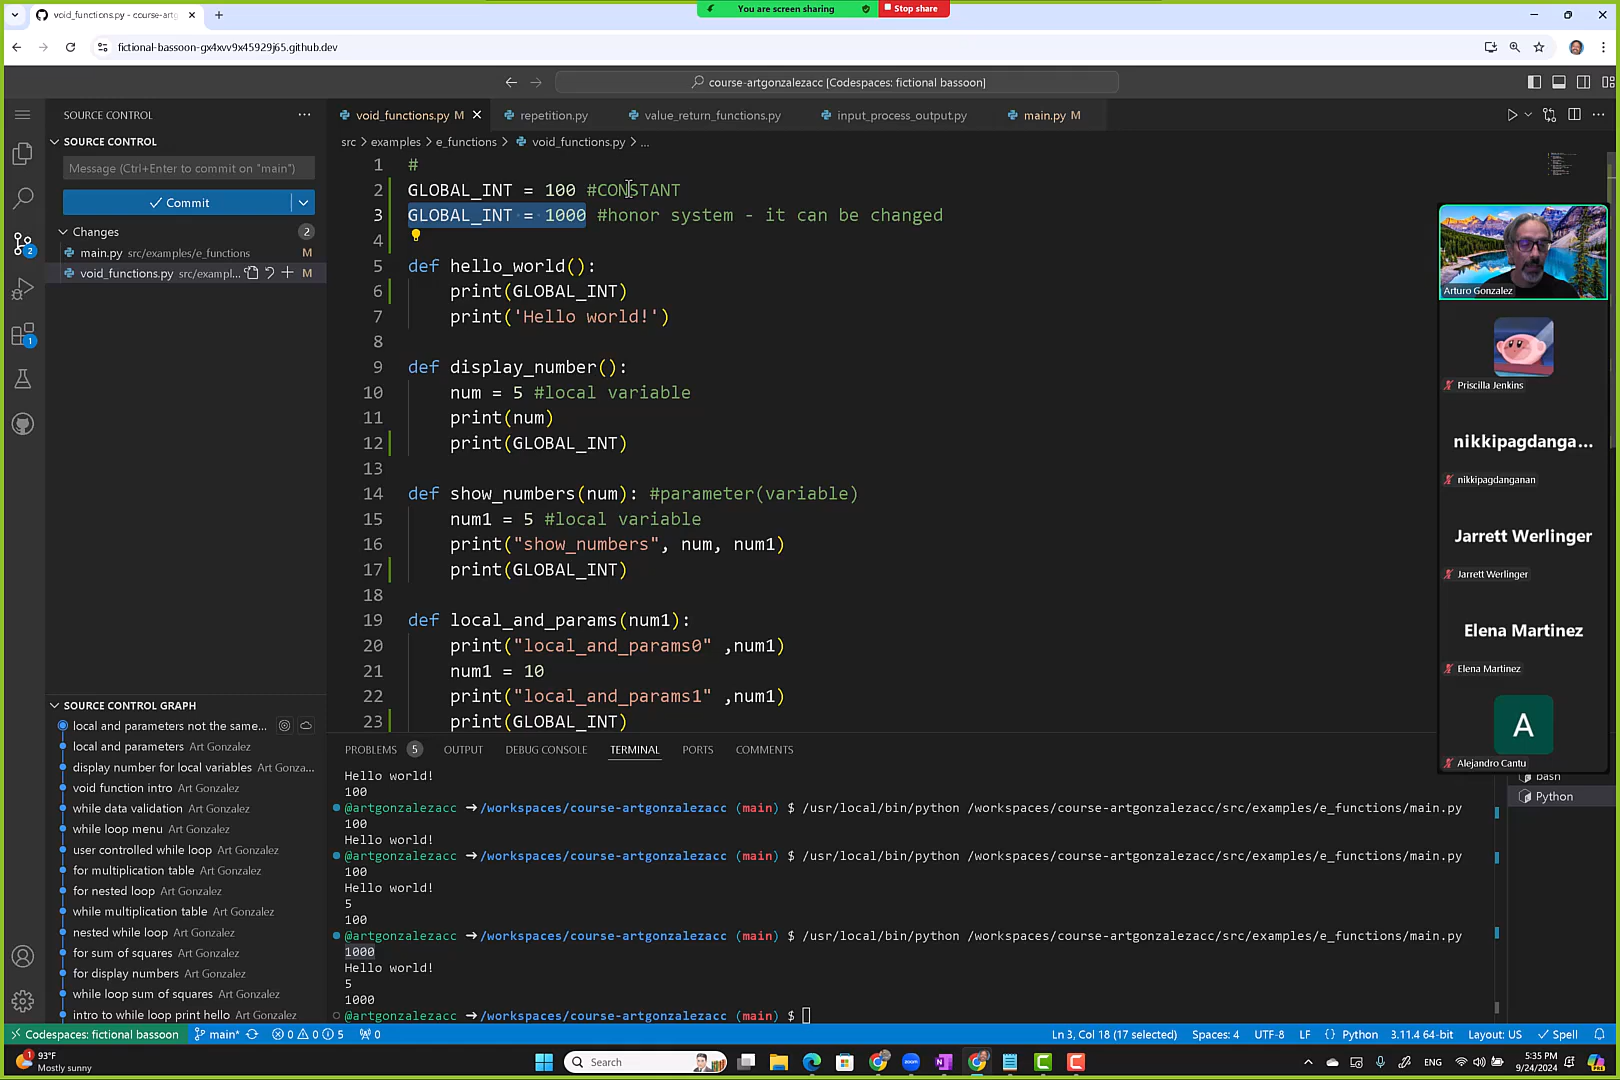 void_functions.py - course-artg
You are screen sharing
Stop share
fictional-bassoon-gx4xvv9x45929j65.github.dev
course-artgonzalezacc [Codespaces: fictional bassoon]
SOURCE CONTROL
void_functions.py M
repetition.py
value_return_functions.py
input_process_output.py
main.py M
SOURCE CONTROL
Message (Ctrl+Enter to commit on "main")
Commit
Changes 2
main.py src/examples/e_functions M
void_functions.py src/exampl... M
2
1
src > examples > e_functions > void_functions.py > ...
1 #
2 GLOBAL_INT = 100 #CONSTANT
3 GLOBAL_INT = 1000 #honor system - it can be changed
4
5 def hello_world():
6 print(GLOBAL_INT)
7 print('Hello world!')
8
9 def display_number():
10 num = 5 #local variable
11 print(num)
12 print(GLOBAL_INT)
13
14 def show_numbers(num): #parameter(variable)
15 num1 = 5 #local variable
16 print("show_numbers", num, num1)
17 print(GLOBAL_INT)
18
19 def local_and_params(num1):
20 print("local_and_params0" ,num1)
21 num1 = 10
22 print("local_and_params1" ,num1)
23 print(GLOBAL_INT)
Arturo Gonzalez
Priscilla Jenkins
nikkipagdanga...
nikkipagdanganan
Jarrett Werlinger
Jarrett Werlinger
Elena Martinez
Elena Martinez
A
Alejandro Cantu
SOURCE CONTROL GRAPH
local and parameters not the same...
local and parameters Art Gonzalez
display number for local variables Art Gonza...
void function intro Art Gonzalez
while data validation Art Gonzalez
while loop menu Art Gonzalez
user controlled while loop Art Gonzalez
for multiplication table Art Gonzalez
for nested loop Art Gonzalez
while multiplication table Art Gonzalez
nested while loop Art Gonzalez
for sum of squares Art Gonzalez
for display numbers Art Gonzalez
while loop sum of squares Art Gonzalez
intro to while loop print hello Art Gonzalez
PROBLEMS 5 OUTPUT DEBUG CONSOLE TERMINAL PORTS COMMENTS
Hello world!
100
@artgonzalezacc ➜/workspaces/course-artgonzalezacc (main) $ /usr/local/bin/python /workspaces/course-artgonzalezacc/src/examples/e_functions/main.py
100
Hello world!
@artgonzalezacc ➜/workspaces/course-artgonzalezacc (main) $ /usr/local/bin/python /workspaces/course-artgonzalezacc/src/examples/e_functions/main.py
100
Hello world!
5
100
@artgonzalezacc ➜/workspaces/course-artgonzalezacc (main) $ /usr/local/bin/python /workspaces/course-artgonzalezacc/src/examples/e_functions/main.py
1000
Hello world!
5
1000
@artgonzalezacc ➜/workspaces/course-artgonzalezacc (main) $
bash
Python
Codespaces: fictional bassoon main* 0 0 5 0
Ln 3, Col 18 (17 selected) Spaces: 4 UTF-8 LF {} Python 3.11.4 64-bit Layout: US Spell
1
93°F
Mostly sunny
Search
ENG
5:35 PM
9/24/2024